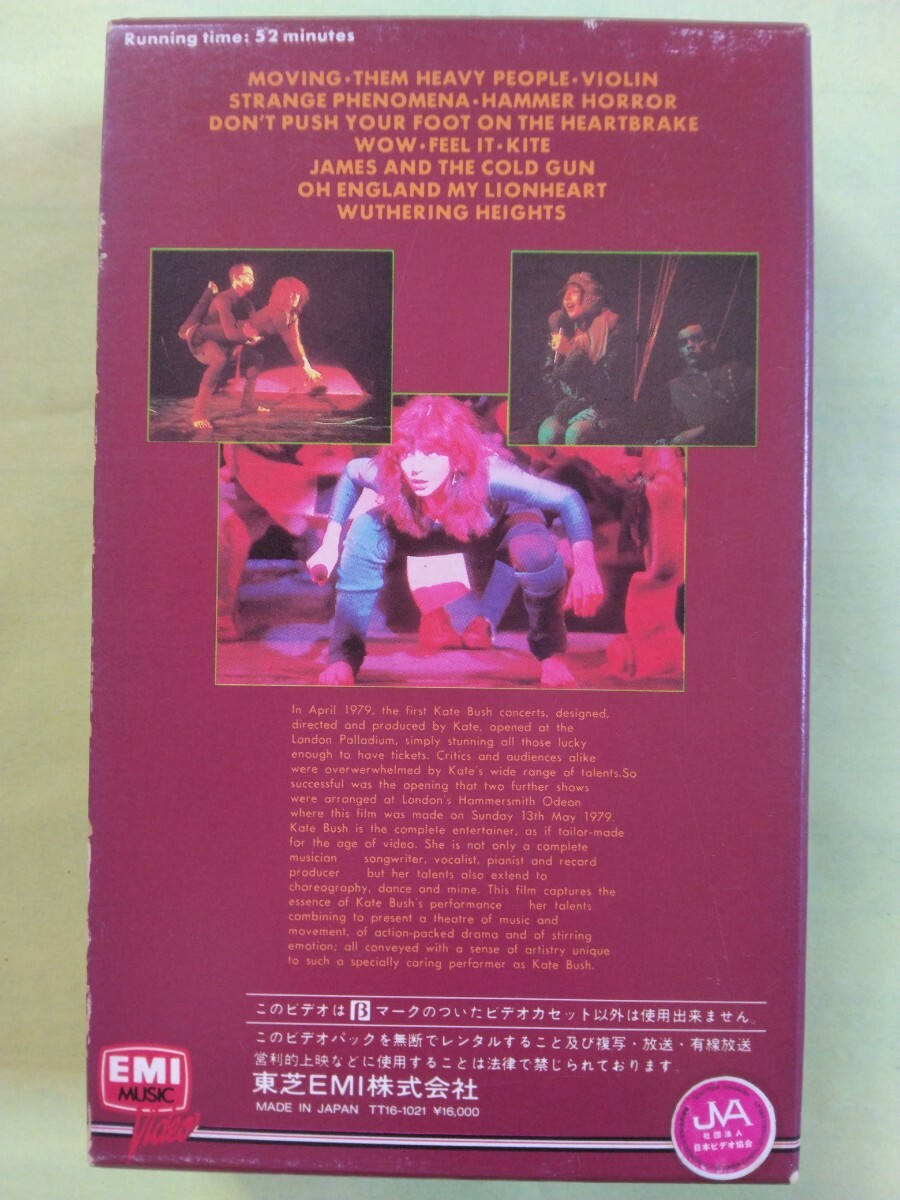 Running time: 52 minutes
MOVING · THEM HEAVY PEOPLE · VIOLIN
STRANGE PHENOMENA · HAMMER HORROR
DON'T PUSH YOUR FOOT ON THE HEARTBRAKE
WOW · FEEL IT · KITE
JAMES AND THE COLD GUN
OH ENGLAND MY LIONHEART
WUTHERING HEIGHTS
In April 1979, the first Kate Bush concerts, designed,
directed and produced by Kate, opened at the
London Palladium, simply stunning all those lucky
enough to have tickets. Critics and audiences alike
were overwerwhelmed by Kate's wide range of talents.So
successful was the opening that two further shows
were arranged at London's Hammersmith Odeon
where this film was made on Sunday 13th May 1979.
Kate Bush is the complete entertainer, as if tailor-made
for the age of video. She is not only a complete
musician songwriter, vocalist, pianist and record
producer but her talents also extend to
choreography, dance and mime. This film captures the
essence of Kate Bush's performance her talents
combining to present a theatre of music and
movement, of action-packed drama and of stirring
emotion; all conveyed with a sense of artistry unique
to such a specially caring performer as Kate Bush.
このビデオはβマークのついたビデオカセット以外は使用出来ません。
このビデオパックを無断でレンタルすること及び複写・放送・有線放送
営利的上映などに使用することは法律で禁じられております。
東芝EMI株式会社
MADE IN JAPAN TT16-1021 ¥16,000
EMI
MUSIC
Video
JVA
社団法人
日本ビデオ協会